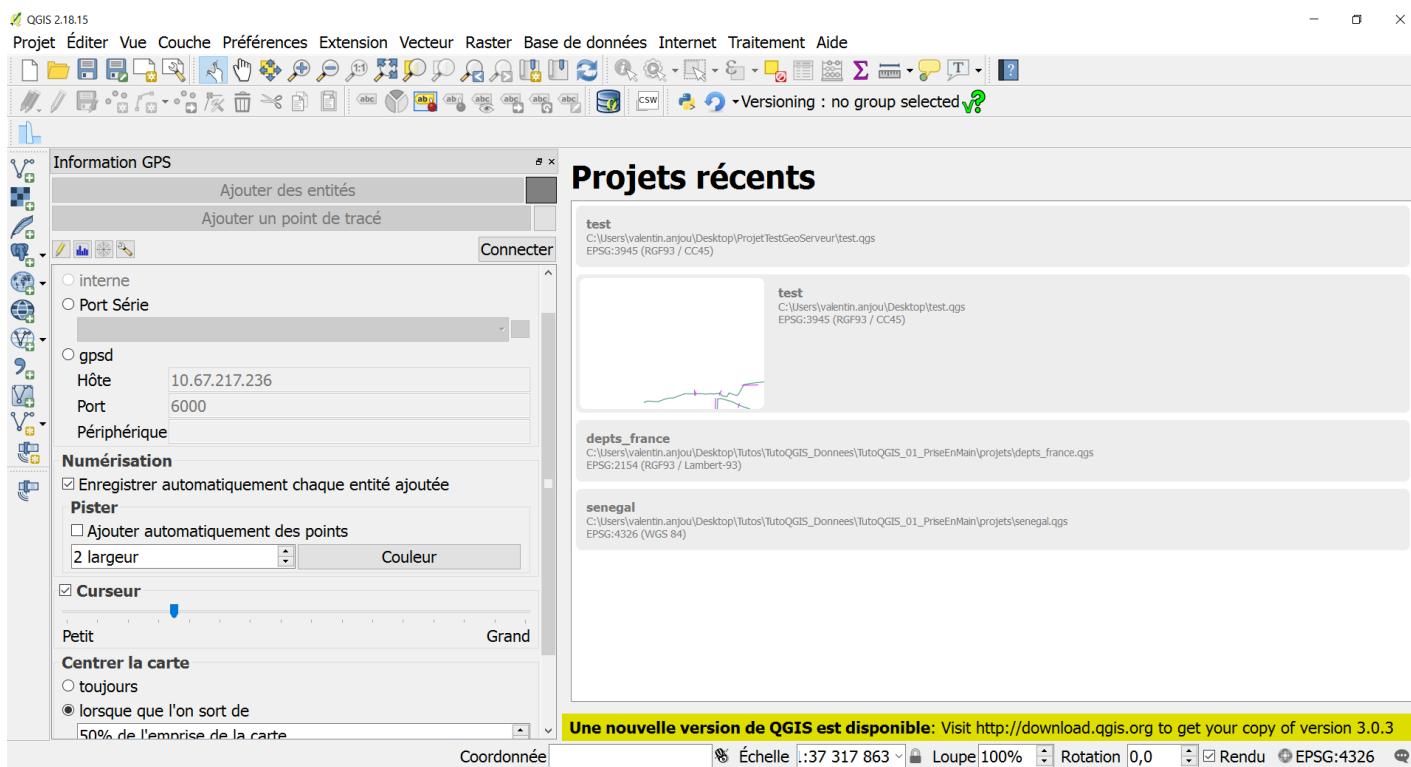 QGIS 2.18.15
Projet Éditer Vue Couche Préférences Extension Vecteur Raster Base de données Internet Traitement Aide
CSW Versioning : no group selected
Information GPS
Ajouter des entités
Ajouter un point de tracé
Connecter
interne
Port Série
gpsd
Hôte 10.67.217.236
Port 6000
Périphérique
Numérisation
Enregistrer automatiquement chaque entité ajoutée
Pister
Ajouter automatiquement des points
2 largeur Couleur
Curseur
Petit Grand
Centrer la carte
toujours
lorsque que l'on sort de
50% de l'emprise de la carte
Projets récents
test
C:\Users\valentin.anjou\Desktop\ProjetTestGeoServeur\test.qgs
EPSG:3945 (RGF93 / CC45)
test
C:\Users\valentin.anjou\Desktop\test.qgs
EPSG:3945 (RGF93 / CC45)
depts_france
C:\Users\valentin.anjou\Desktop\Tutos\TutoQGIS_Donnees\TutoQGIS_01_PriseEnMain\projets\depts_france.qgs
EPSG:2154 (RGF93 / Lambert-93)
senegal
C:\Users\valentin.anjou\Desktop\Tutos\TutoQGIS_Donnees\TutoQGIS_01_PriseEnMain\projets\senegal.qgs
EPSG:4326 (WGS 84)
Une nouvelle version de QGIS est disponible: Visit http://download.qgis.org to get your copy of version 3.0.3
Coordonnée Échelle :37 317 863 Loupe 100% Rotation 0,0 Rendu EPSG:4326